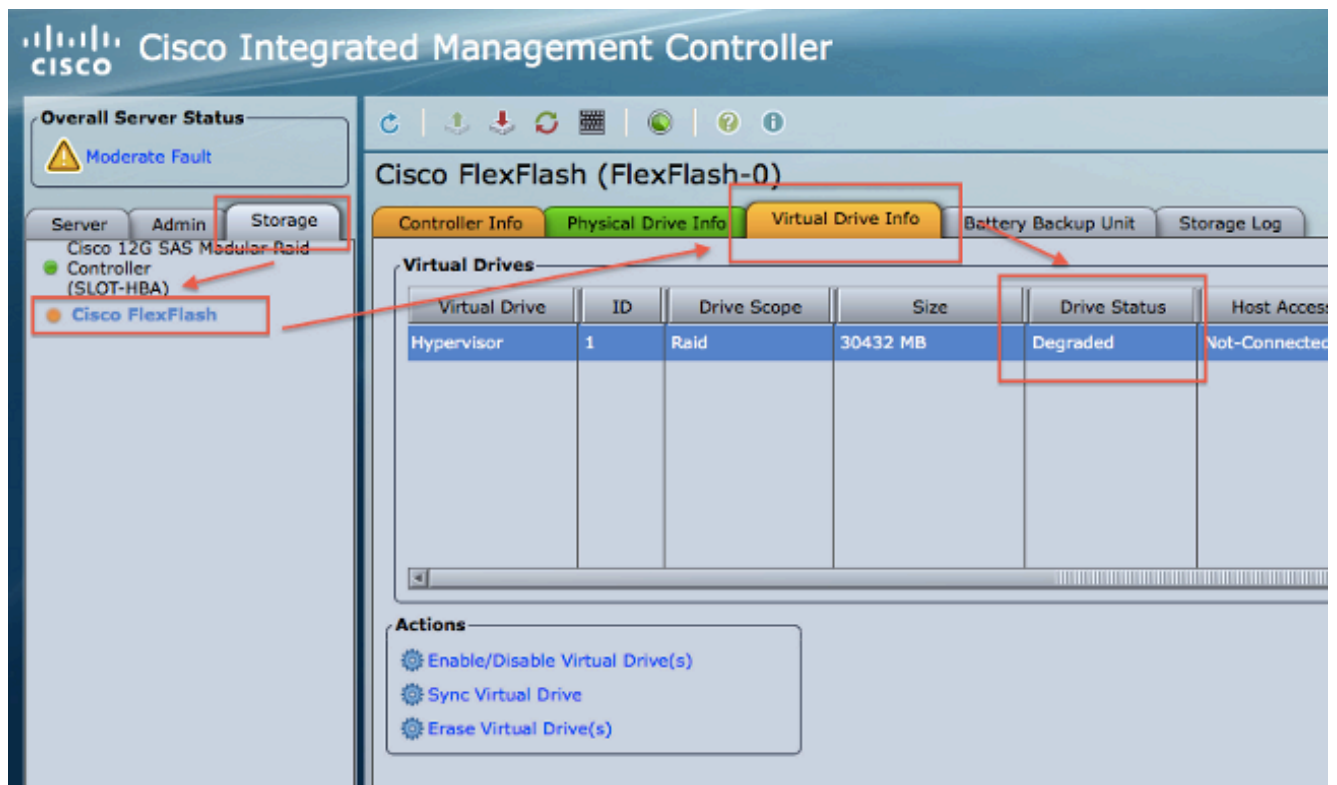 CISCO
Cisco Integrated Management Controller
Overall Server Status
Moderate Fault
Server Admin Storage
Cisco 12G SAS Modular Raid
Controller
(SLOT-HBA)
Cisco FlexFlash
Cisco FlexFlash (FlexFlash-0)
Controller Info Physical Drive Info Virtual Drive Info Battery Backup Unit Storage Log
Virtual Drives
Virtual Drive ID Drive Scope Size Drive Status Host Access
Hypervisor 1 Raid 30432 MB Degraded Not-Connected
Actions
Enable/Disable Virtual Drive(s)
Sync Virtual Drive
Erase Virtual Drive(s)